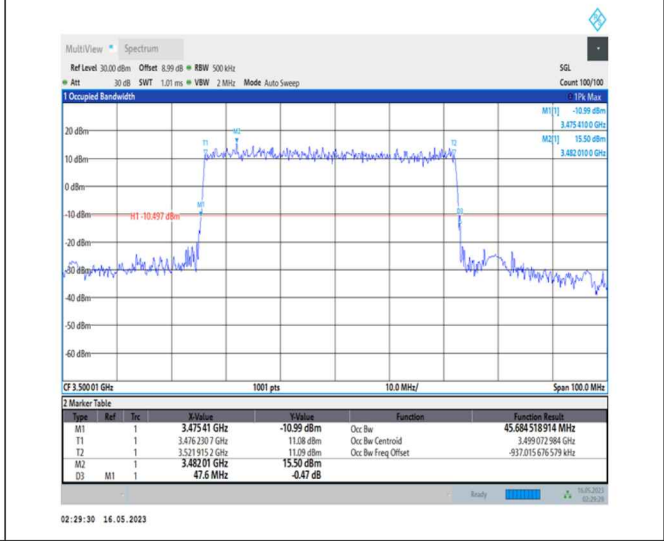 MultiView Spectrum
Ref Level 30.00 dBm Offset 8.99 dB RBW 500 kHz SGL
Att 30 dB SWT 1.01 ms VBW 2 MHz Mode Auto Sweep Count 100/100
1 Occupied Bandwidth 1Pk Max
M1[1] -10.99 dBm
3.475 410 0 GHz
M2[1] 15.50 dBm
3.482 010 0 GHz
20 dBm
M2
T1
T2
10 dBm
0 dBm
M1
D3
-10 dBm
H1 -10.497 dBm
-20 dBm
-30 dBm
-40 dBm
-50 dBm
-60 dBm
CF 3.500 01 GHz 1001 pts 10.0 MHz/ Span 100.0 MHz
2 Marker Table
Type Ref Trc X-Value Y-Value Function Function Result
M1 1 3.475 41 GHz -10.99 dBm Occ Bw 45.684 518 914 MHz
T1 1 3.476 230 7 GHz 11.08 dBm Occ Bw Centroid 3.499 072 984 GHz
T2 1 3.521 915 2 GHz 11.09 dBm Occ Bw Freq Offset -937.015 676 579 kHz
M2 1 3.482 01 GHz 15.50 dBm
D3 M1 1 47.6 MHz -0.47 dB
Ready 16.05.2023
02:29:30 16.05.2023